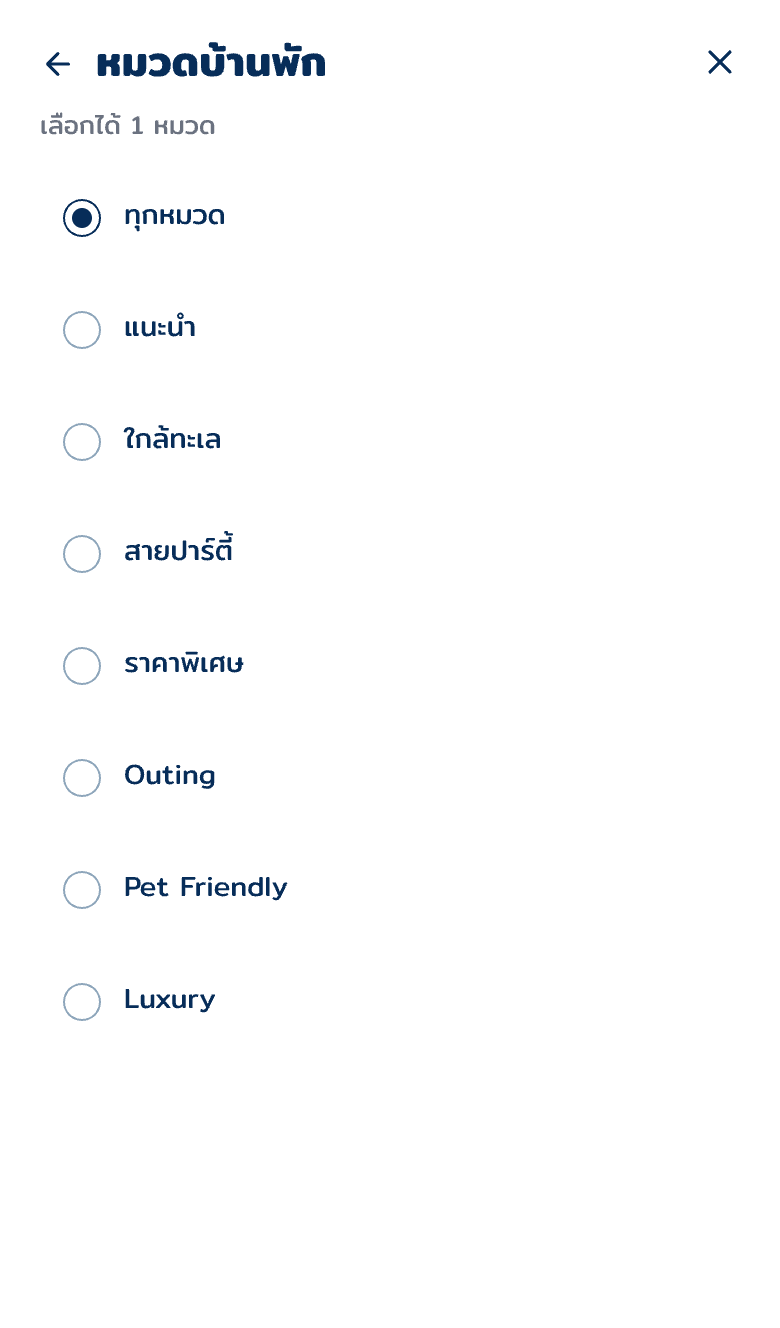 หมวดบ้านพัก
เลือกได้ 1 หมวด
ทุกหมวด
แนะนำ
ใกล้ทะเล
สายปาร์ตี้
ราคาพิเศษ
Outing
Pet Friendly
Luxury